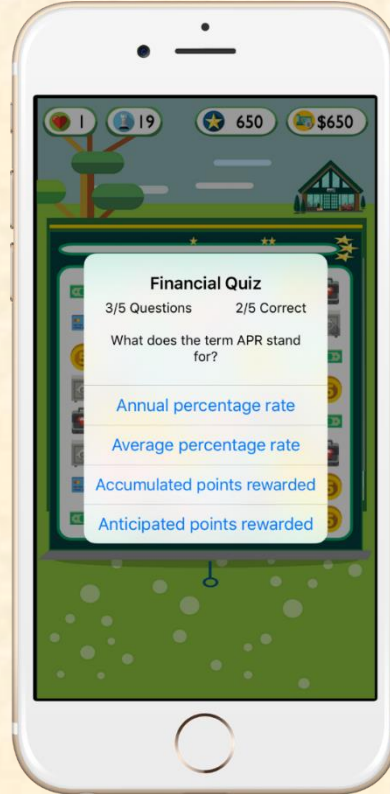 1
19
650
$650
Financial Quiz
3/5 Questions 2/5 Correct
What does the term APR stand
for?
Annual percentage rate
Average percentage rate
Accumulated points rewarded
Anticipated points rewarded